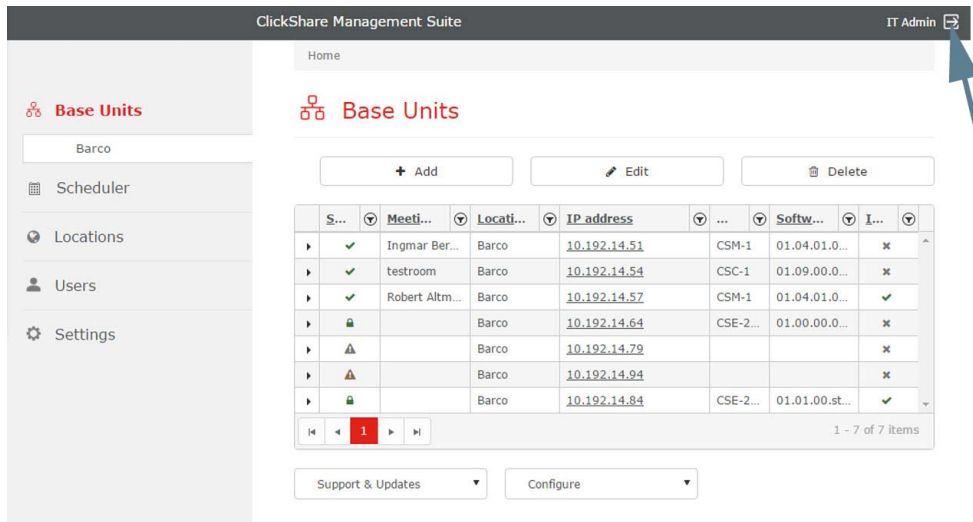 ClickShare Management Suite
IT Admin
Home
Base Units
Barco
Scheduler
Locations
Users
Settings
Base Units
+ Add
Edit
Delete
S... Meeti... Locati... IP address ... Softw... I...
Ingmar Ber... Barco 10.192.14.51 CSM-1 01.04.01.0...
testroom Barco 10.192.14.54 CSC-1 01.09.00.0...
Robert Altm... Barco 10.192.14.57 CSM-1 01.04.01.0...
Barco 10.192.14.64 CSE-2... 01.00.00.0...
Barco 10.192.14.79
Barco 10.192.14.94
Barco 10.192.14.84 CSE-2... 01.01.00.st...
1 1 - 7 of 7 items
Support & Updates Configure